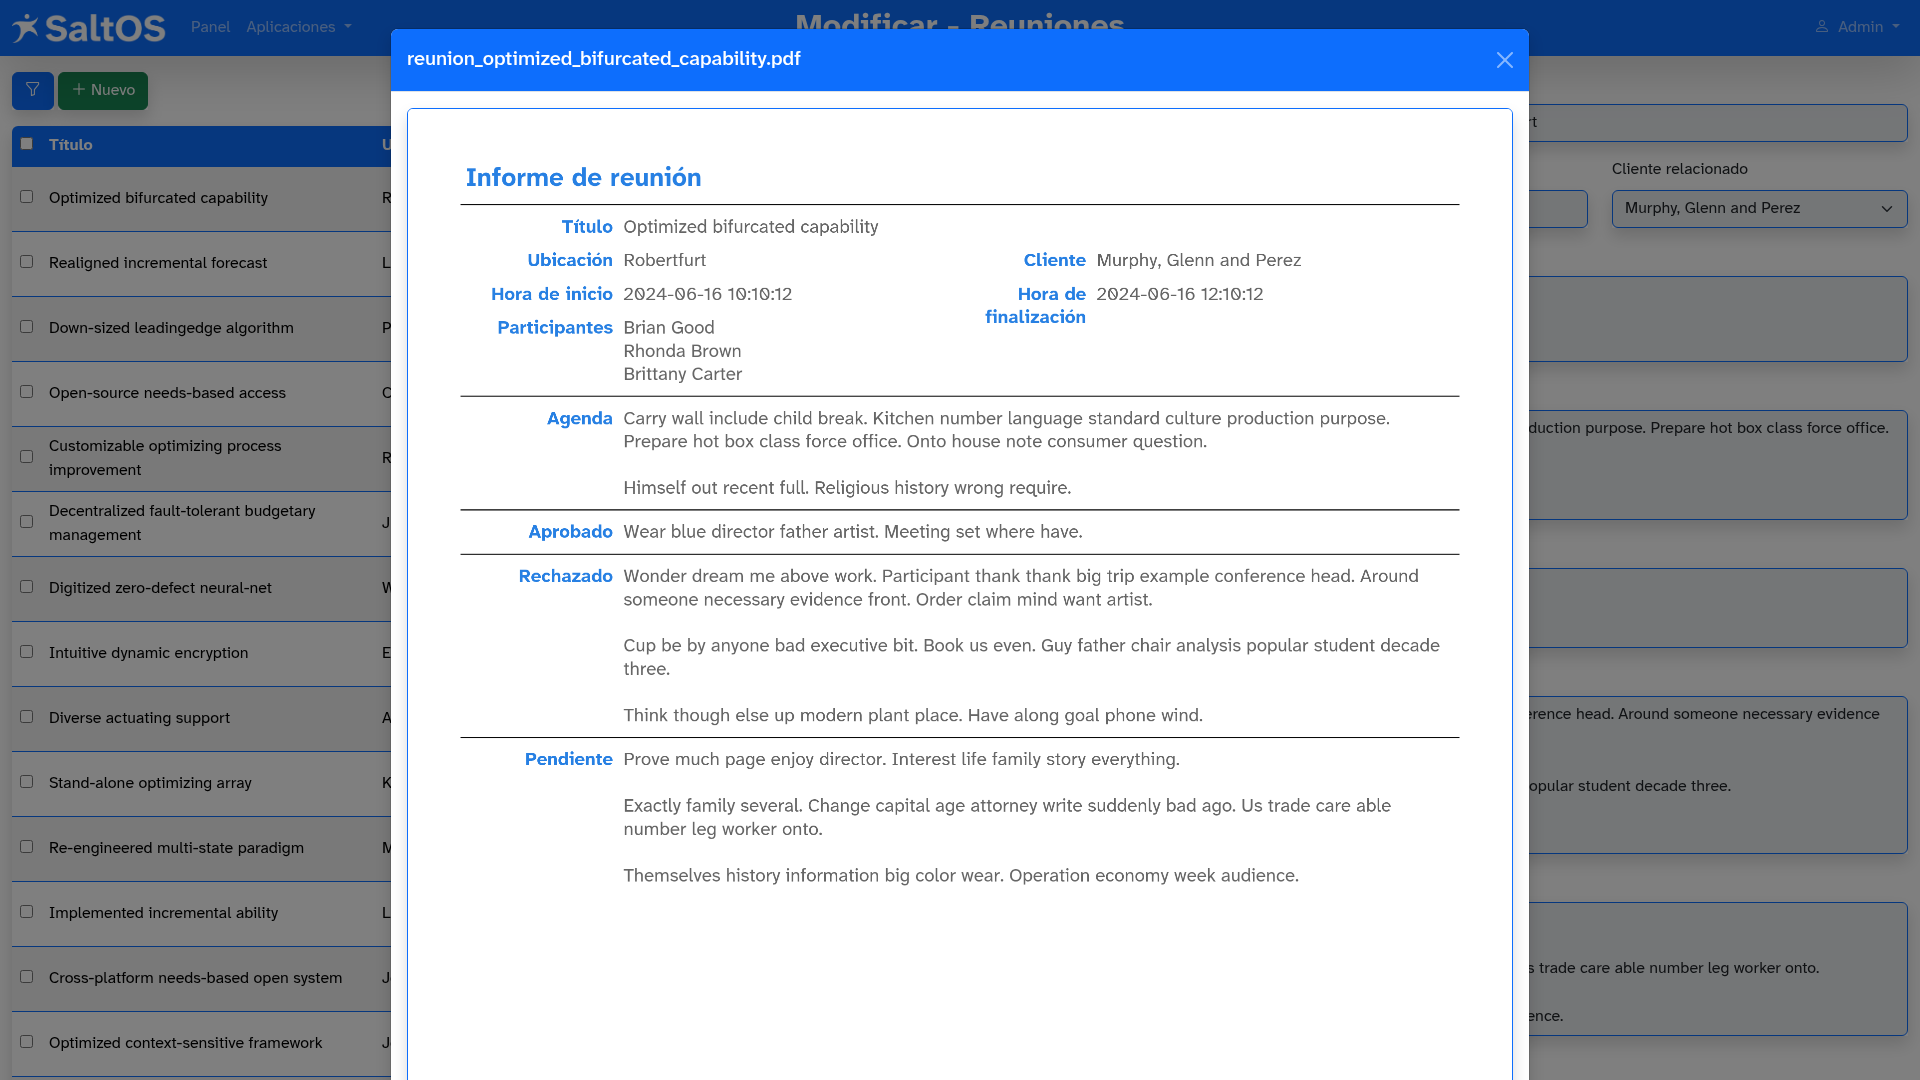 SaltOS
Panel
Aplicaciones
Modificar - Reuniones
Admin
Nuevo
Título
Optimized bifurcated capability
Realigned incremental forecast
Down-sized leadingedge algorithm
Open-source needs-based access
Customizable optimizing process
improvement
Decentralized fault-tolerant budgetary
management
Digitized zero-defect neural-net
Intuitive dynamic encryption
Diverse actuating support
Stand-alone optimizing array
Re-engineered multi-state paradigm
Implemented incremental ability
Cross-platform needs-based open system
Optimized context-sensitive framework
reunion_optimized_bifurcated_capability.pdf
Informe de reunión
Título Optimized bifurcated capability
Ubicación Robertfurt
Cliente Murphy, Glenn and Perez
Hora de inicio 2024-06-16 10:10:12
Hora de 2024-06-16 12:10:12
finalización
Participantes Brian Good
Rhonda Brown
Brittany Carter
Agenda Carry wall include child break. Kitchen number language standard culture production purpose.
Prepare hot box class force office. Onto house note consumer question.
Himself out recent full. Religious history wrong require.
Aprobado Wear blue director father artist. Meeting set where have.
Rechazado Wonder dream me above work. Participant thank thank big trip example conference head. Around
someone necessary evidence front. Order claim mind want artist.
Cup be by anyone bad executive bit. Book us even. Guy father chair analysis popular student decade
three.
Think though else up modern plant place. Have along goal phone wind.
Pendiente Prove much page enjoy director. Interest life family story everything.
Exactly family several. Change capital age attorney write suddenly bad ago. Us trade care able
number leg worker onto.
Themselves history information big color wear. Operation economy week audience.
Cliente relacionado
Murphy, Glenn and Perez
duction purpose. Prepare hot box class force office.
erence head. Around someone necessary evidence
opular student decade three.
s trade care able number leg worker onto.
ence.